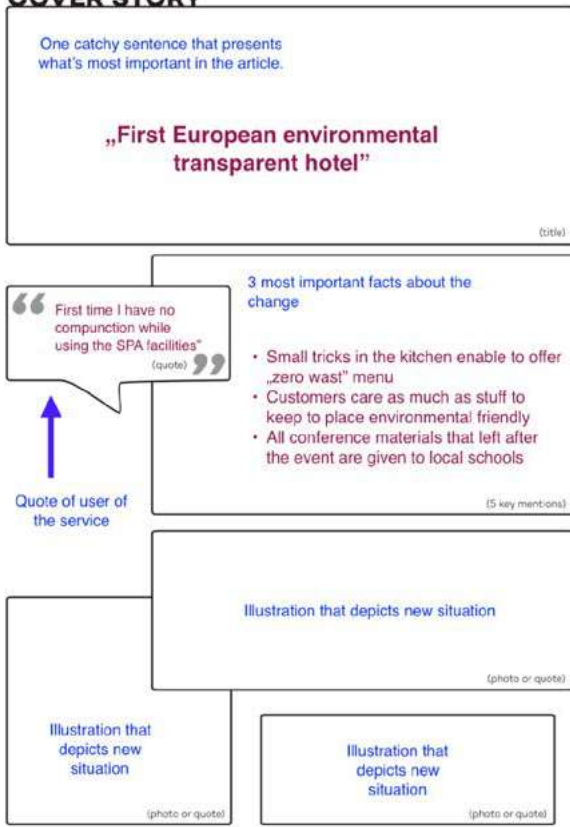 COVER STORY
One catchy sentence that presents
what's most important in the article.
„First European environmental
transparent hotel”
(title)
3 most important facts about the
change
First time I have no
compunction while
using the SPA facilities”
(quote)
• Small tricks in the kitchen enable to offer
„zero wast” menu
• Customers care as much as stuff to
keep to place environmental friendly
• All conference materials that left after
the event are given to local schools
(5 key mentions)
Quote of user of
the service
Illustration that depicts new situation
(photo or quote)
Illustration that
depicts new
situation
(photo or quote)
Illustration that
depicts new
situation
(photo or quote)